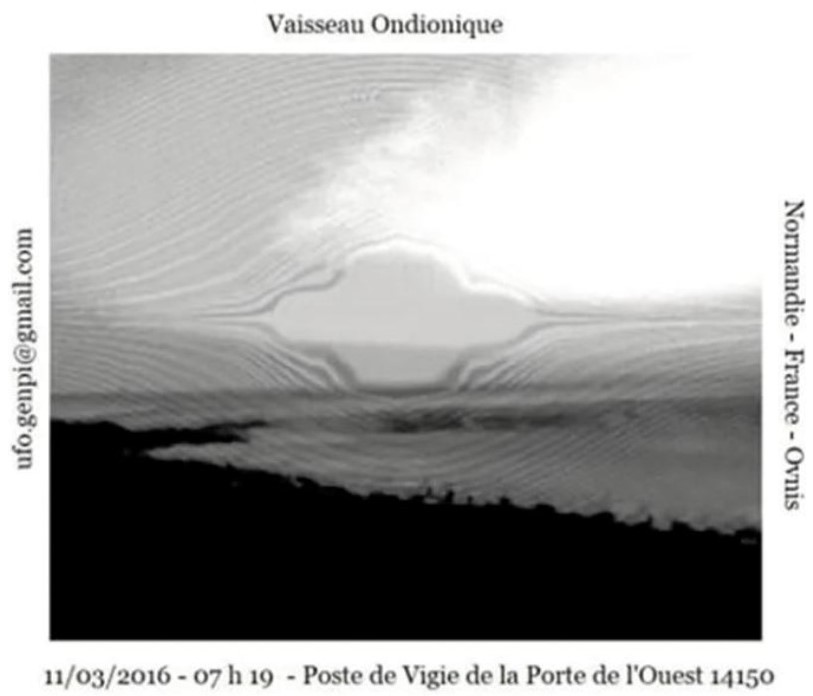 Vaisseau Ondionique
ufo.genpi@gmail.com
Normandie - France - Ovnis
11/03/2016 - 07 h 19 - Poste de Vigie de la Porte de l'Ouest 14150